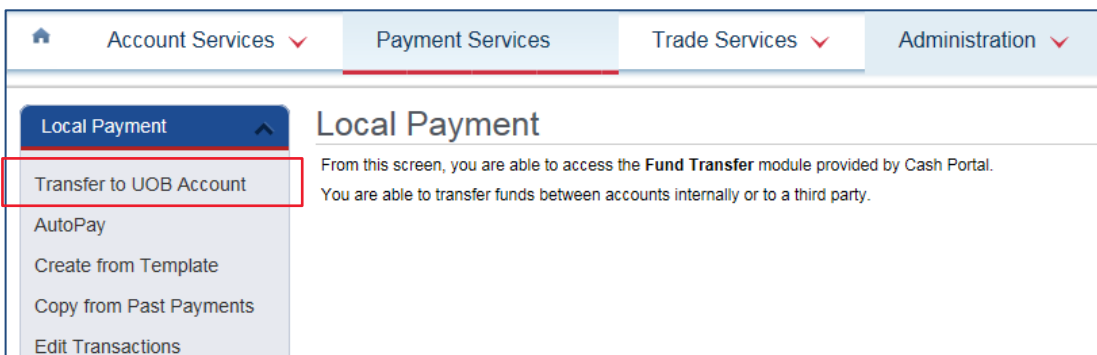 Account Services Payment Services Trade Services Administration
Local Payment
Transfer to UOB Account
AutoPay
Create from Template
Copy from Past Payments
Edit Transactions
Local Payment
From this screen, you are able to access the Fund Transfer module provided by Cash Portal.
You are able to transfer funds between accounts internally or to a third party.